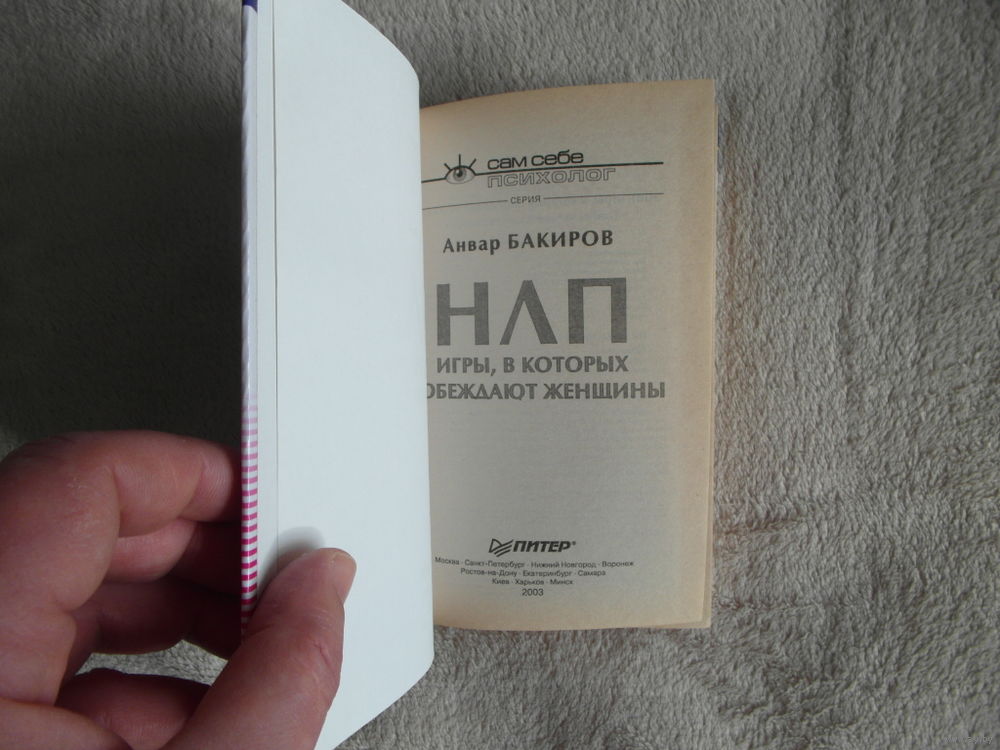 сам себе
ПСИХОЛОГ
СЕРИЯ
Анвар БАКИРОВ
НЛП
ИГРЫ, В КОТОРЫХ
ОБЕЖДАЮТ ЖЕНЩИНЫ
ПИТЕР®
Москва · Санкт-Петербург · Нижний Новгород · Воронеж
Ростов-на-Дону · Екатеринбург · Самара
Киев · Харьков · Минск
2003